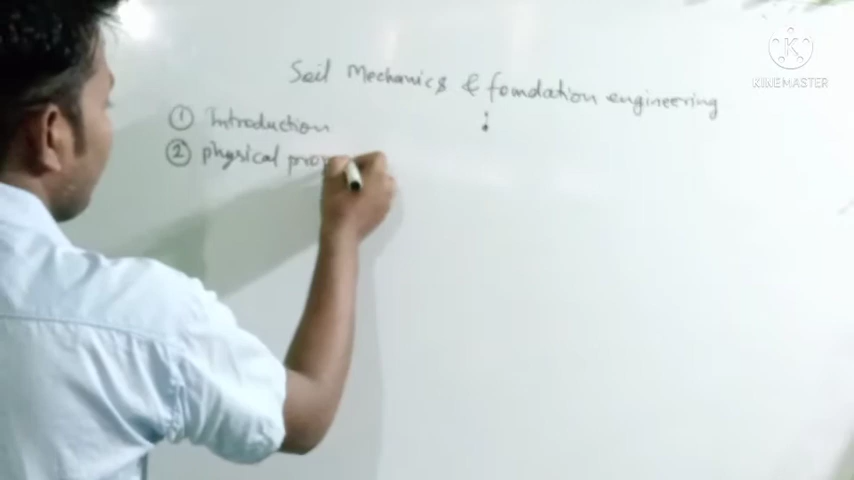 Soil Mechanics & foundation engineering
① Introduction
② physical prop
KINEMASTER